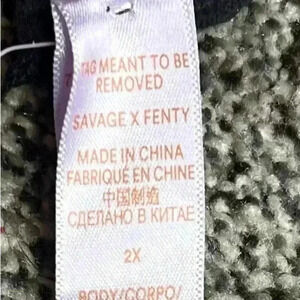 TAG MEANT TO BE
REMOVED
SAVAGE X FENTY
MADE IN CHINA
FABRIQUÉ EN CHINE
中国制造
СДЕЛАНО В КИТАЕ
2X
BODY/CORPO/